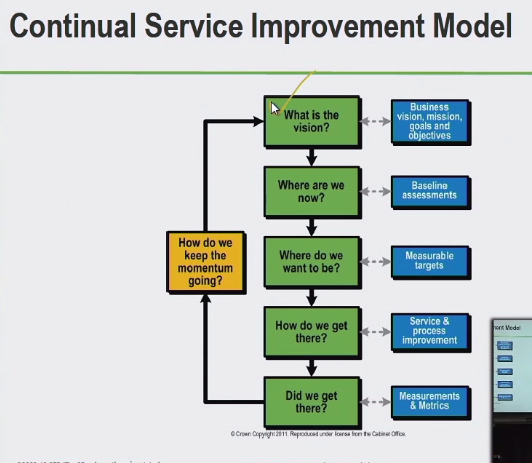 Continual Service Improvement Model
What is the
vision?
Business
vision, mission,
goals and
objectives
Where are we
now?
Baseline
assessments
How do we
keep the
momentum
going?
Where do we
want to be?
Measurable
targets
How do we get
there?
Service &
process
improvement
Did we get
there?
Measurements
& Metrics
© Crown Copyright 2011. Reproduced under license from the Cabinet Office.